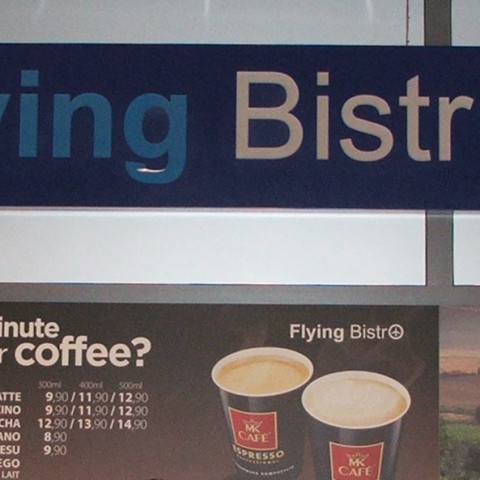 ying Bistr
inute
r coffee?
Flying Bistro
300ml 400ml 500ml
ATTE 9,90 / 11,90 / 12,90
CINO 9,90 / 11,90 / 12,90
CHA 12,90 / 13,90 / 14,90
ANO 8,90
ESU 9,90
EGO
LAIT
MK
CAFÉ
ESPRESSO
MK
CAFÉ